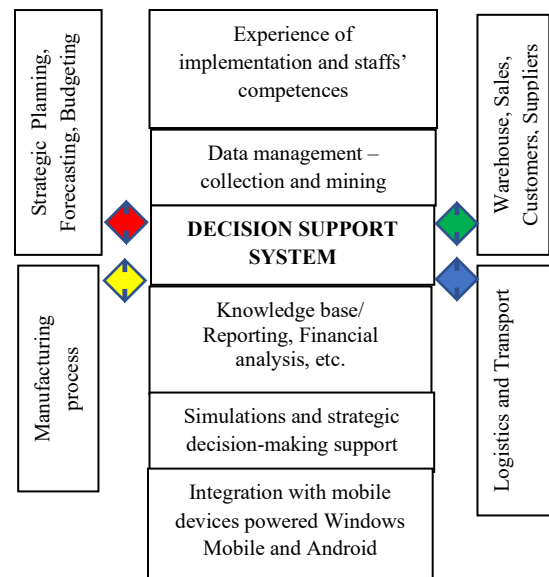 Strategic Planning,
Forecasting, Budgeting
Manufacturing
process
Experience of
implementation and staffs’
competences
Data management –
collection and mining
DECISION SUPPORT
SYSTEM
Knowledge base/
Reporting, Financial
analysis, etc.
Simulations and strategic
decision-making support
Integration with mobile
devices powered Windows
Mobile and Android
Warehouse, Sales,
Customers, Suppliers
Logistics and Transport